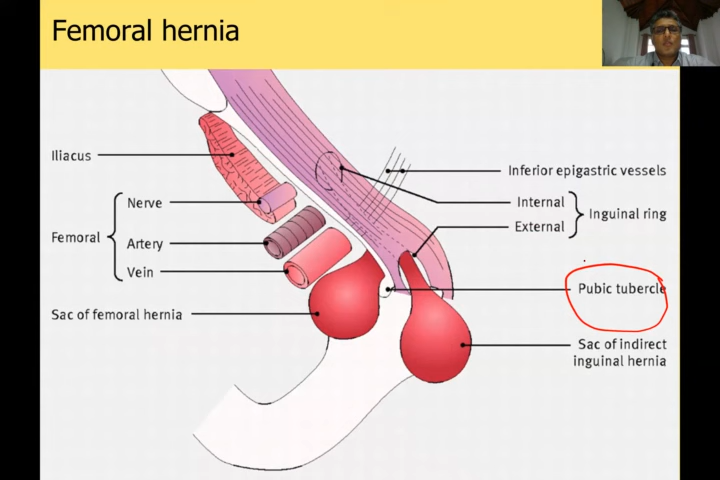 Femoral hernia
Iliacus
Inferior epigastric vessels
Nerve
Internal
Inguinal ring
External
Femoral
Artery
Vein
Pubic tubercle
Sac of femoral hernia
Sac of indirect
inguinal hernia